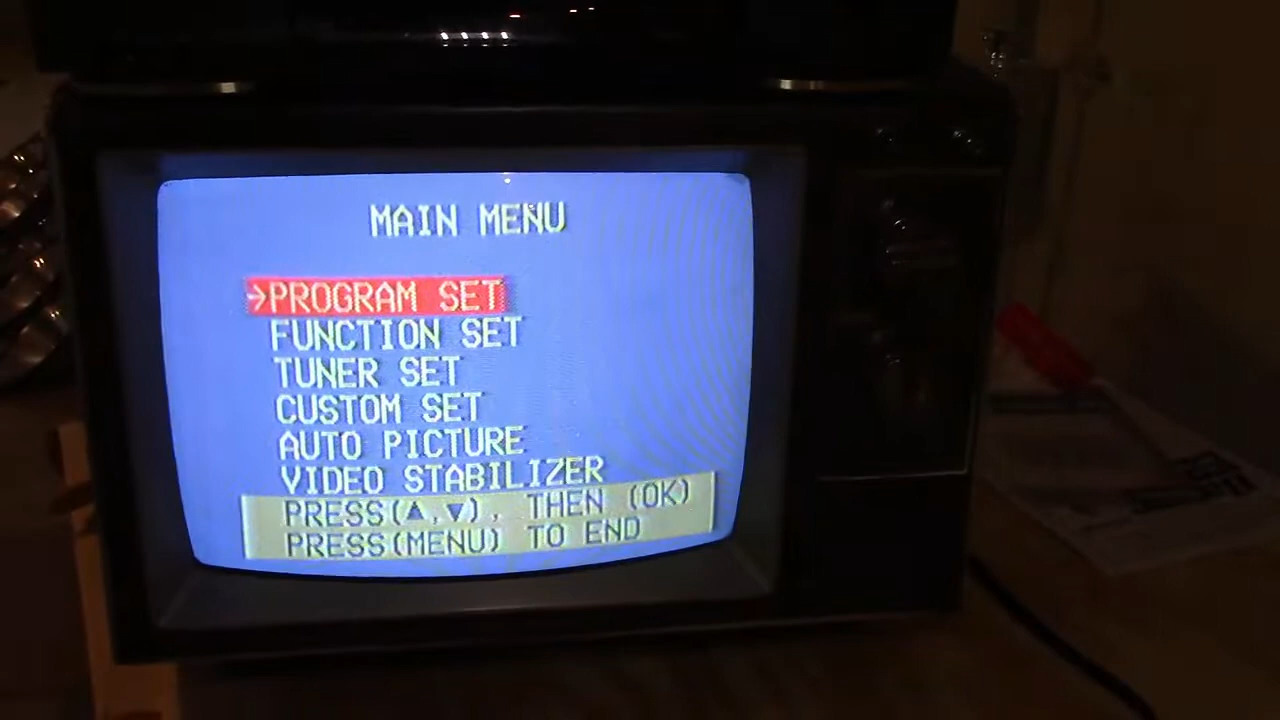 MAIN MENU
→PROGRAM SET
FUNCTION SET
TUNER SET
CUSTOM SET
AUTO PICTURE
VIDEO STABILIZER
PRESS(▲,▼), THEN (OK)
PRESS(MENU) TO END